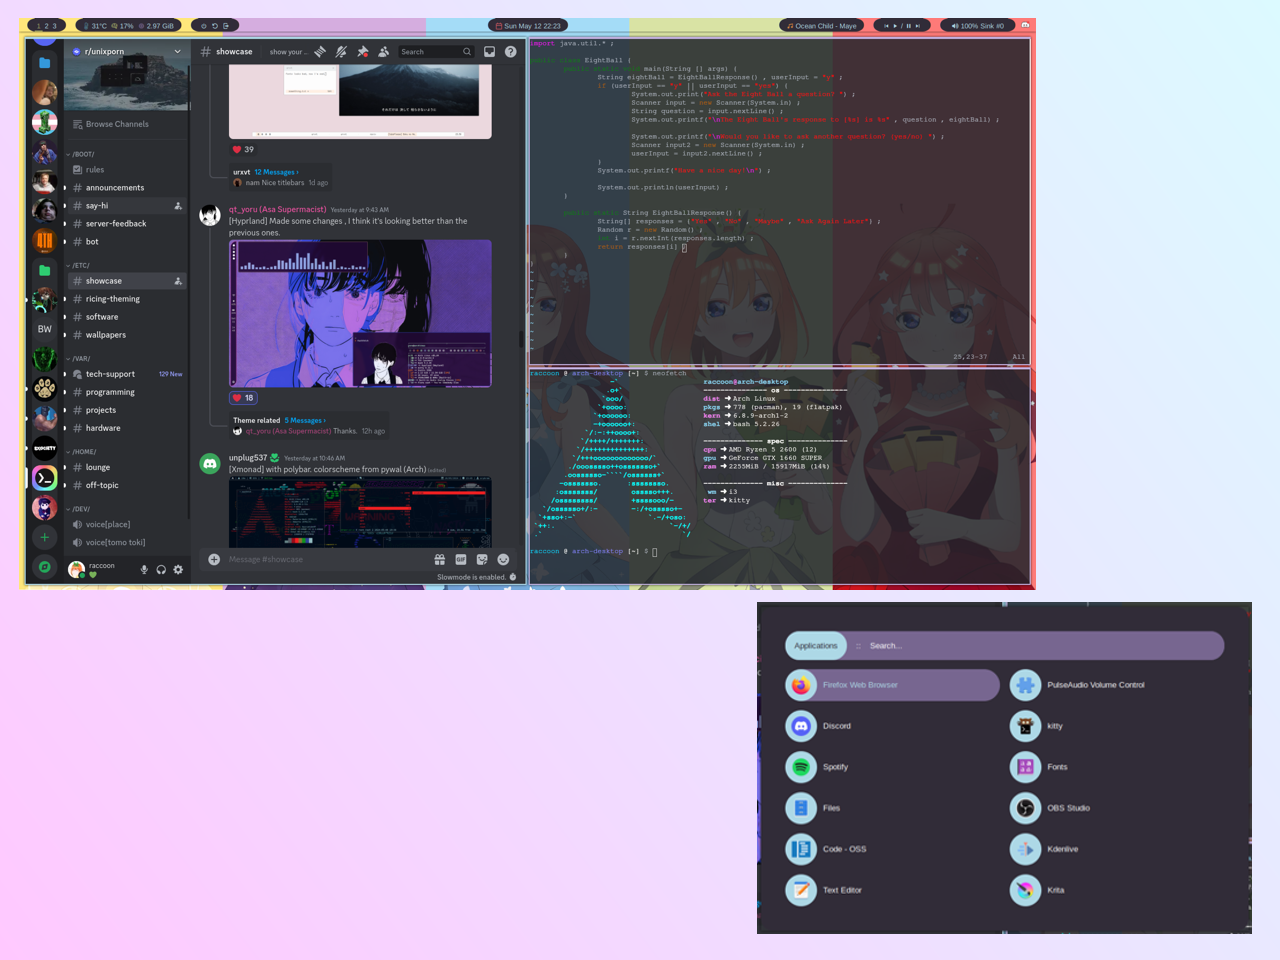 1 2 3
31°C 17% 2.97 GiB
Sun May 12 22:23
Ocean Child - Maye
/
100% Sink #0
r/unixporn
Browse Channels
/BOOT/
rules
announcements
say-hi
server-feedback
bot
/ETC/
showcase
ricing-theming
software
wallpapers
/VAR/
tech-support 129 New
programming
projects
hardware
/HOME/
lounge
off-topic
/DEV/
voice[place]
voice[tomo toki]
raccoon
BW
# showcase show your ... Search
39
urxvt 12 Messages ›
nam Nice titlebars 1d ago
qt_yoru (Asa Supermacist) Yesterday at 9:43 AM
[Hyprland] Made some changes , I think it's looking better than the
previous ones.
18
Theme related 5 Messages ›
qt_yoru (Asa Supermacist) Thanks. 12h ago
unplug537 Yesterday at 10:46 AM
[Xmonad] with polybar. colorscheme from pywal (Arch) (edited)
Message #showcase
GIF
Slowmode is enabled.
import java.util.* ;
public class EightBall {
public static void main(String [] args) {
String eightBall = EightBallResponse() , userInput = "y" ;
if (userInput == "y" || userInput == "yes") {
System.out.print("Ask the Eight Ball a question? ") ;
Scanner input = new Scanner(System.in) ;
String question = input.nextLine() ;
System.out.printf("\nThe Eight Ball's response to (%s) is %s" , question , eightBall) ;
System.out.printf("\nWould you like to ask another question? (yes/no) ") ;
Scanner input2 = new Scanner(System.in) ;
userInput = input2.nextLine() ;
}
System.out.printf("Have a nice day!\n") ;
System.out.println(userInput) ;
}
public static String EightBallResponse() {
String[] responses = {"Yes" , "No" , "Maybe" , "Ask Again Later"} ;
Random r = new Random() ;
int i = r.nextInt(responses.length) ;
return responses[i] ;
}
25,23-37 All
raccoon @ arch-desktop [~] $ neofetch
raccoon@arch-desktop
-------------- os --------------
dist ➜ Arch Linux
pkgs ➜ 778 (pacman), 19 (flatpak)
kern ➜ 6.8.9-arch1-2
shel ➜ bash 5.2.26
-------------- spec --------------
cpu ➜ AMD Ryzen 5 2600 (12)
gpu ➜ GeForce GTX 1660 SUPER
ram ➜ 2255MiB / 15917MiB (14%)
-------------- misc --------------
wm ➜ i3
ter ➜ kitty
raccoon @ arch-desktop [~] $
Applications :: Search...
Firefox Web Browser PulseAudio Volume Control
Discord kitty
Spotify Fonts
Files OBS Studio
Code - OSS Kdenlive
Text Editor Krita